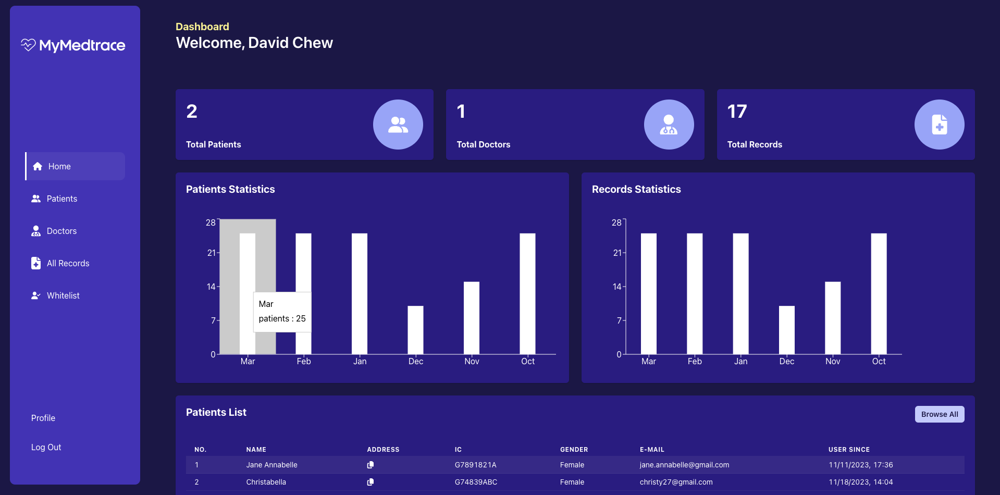 MyMedtrace
Home
Patients
Doctors
All Records
Whitelist
Profile
Log Out
Dashboard
Welcome, David Chew
2
Total Patients
1
Total Doctors
17
Total Records
Patients Statistics
28
21
14
7
0
Mar Feb Jan Dec Nov Oct
Mar
patients : 25
Records Statistics
28
21
14
7
0
Mar Feb Jan Dec Nov Oct
Patients List
Browse All
NO. NAME ADDRESS IC GENDER E-MAIL USER SINCE
1 Jane Annabelle G7891821A Female jane.annabelle@gmail.com 11/11/2023, 17:36
2 Christabella G74839ABC Female christy27@gmail.com 11/18/2023, 14:04